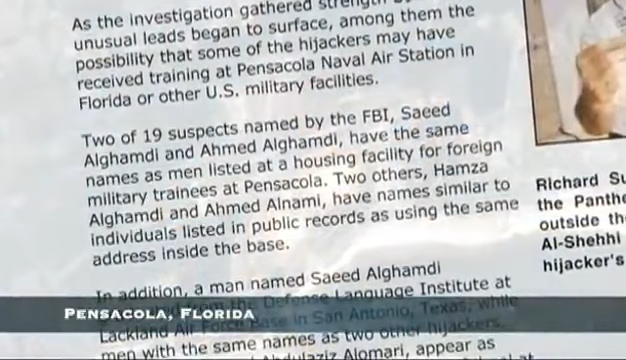 As the investigation gathered strength
unusual leads began to surface, among them the
possibility that some of the hijackers may have
received training at Pensacola Naval Air Station in
Florida or other U.S. military facilities.
Two of 19 suspects named by the FBI, Saeed
Alghamdi and Ahmed Alghamdi, have the same
names as men listed at a housing facility for foreign
military trainees at Pensacola. Two others, Hamza
Alghamdi and Ahmed Alnami, have names similar to
individuals listed in public records as using the same
address inside the base.
In addition, a man named Saeed Alghamdi
from the Defense Language Institute at
Lackland Air Force Base in San Antonio, Texas, while
men with the same names as two other hijackers,
Abdulaziz Alomari, appear as
Richard
the
outside
Al-Shehhi
hijacker's
PENSACOLA, FLORIDA